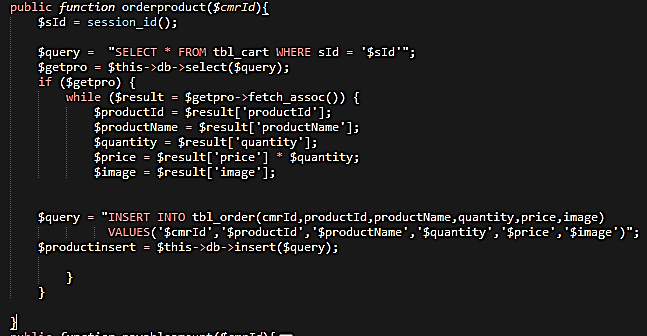 public function orderproduct($cmrId){
$sId = session_id();
$query =  "SELECT * FROM tbl_cart WHERE sId = '$sId'";
$getpro = $this->db->select($query);
if ($getpro) {
while ($result = $getpro->fetch_assoc()) {
$productId = $result['productId'];
$productName = $result['productName'];
$quantity = $result['quantity'];
$price = $result['price'] * $quantity;
$image = $result['image'];
$query = "INSERT INTO tbl_order(cmrId,productId,productName,quantity,price,image)
VALUES('$cmrId','$productId','$productName','$quantity','$price','$image')";
$productinsert = $this->db->insert($query);
}
}
}
public function ($cmrId){